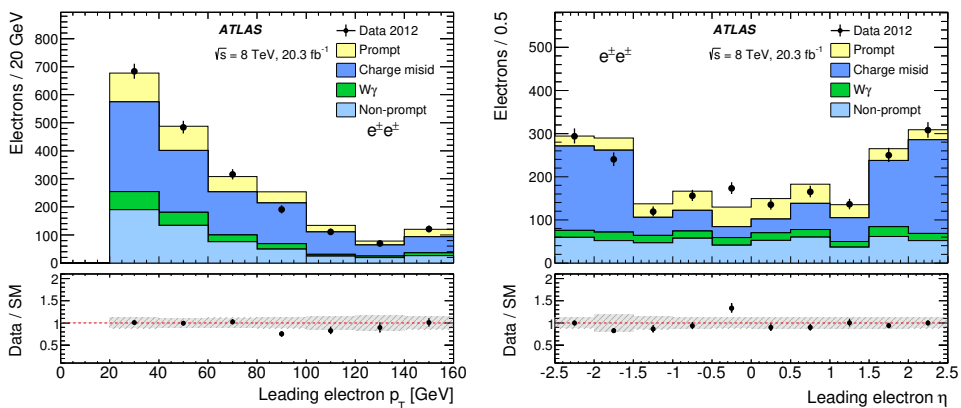 Electrons / 20 GeV
800
700
600
500
400
300
200
100
0
ATLAS
√s = 8 TeV, 20.3 fb⁻¹
Data 2012
Prompt
Charge misid
Wγ
Non-prompt
e±e±
Data / SM
2
1.5
1
0.5
0 20 40 60 80 100 120 140 160
Leading electron p_T [GeV]
Electrons / 0.5
500
400
300
200
100
0
e±e±
ATLAS
√s = 8 TeV, 20.3 fb⁻¹
Data 2012
Prompt
Charge misid
Wγ
Non-prompt
Data / SM
2
1.5
1
0.5
-2.5 -2 -1.5 -1 -0.5 0 0.5 1 1.5 2 2.5
Leading electron η